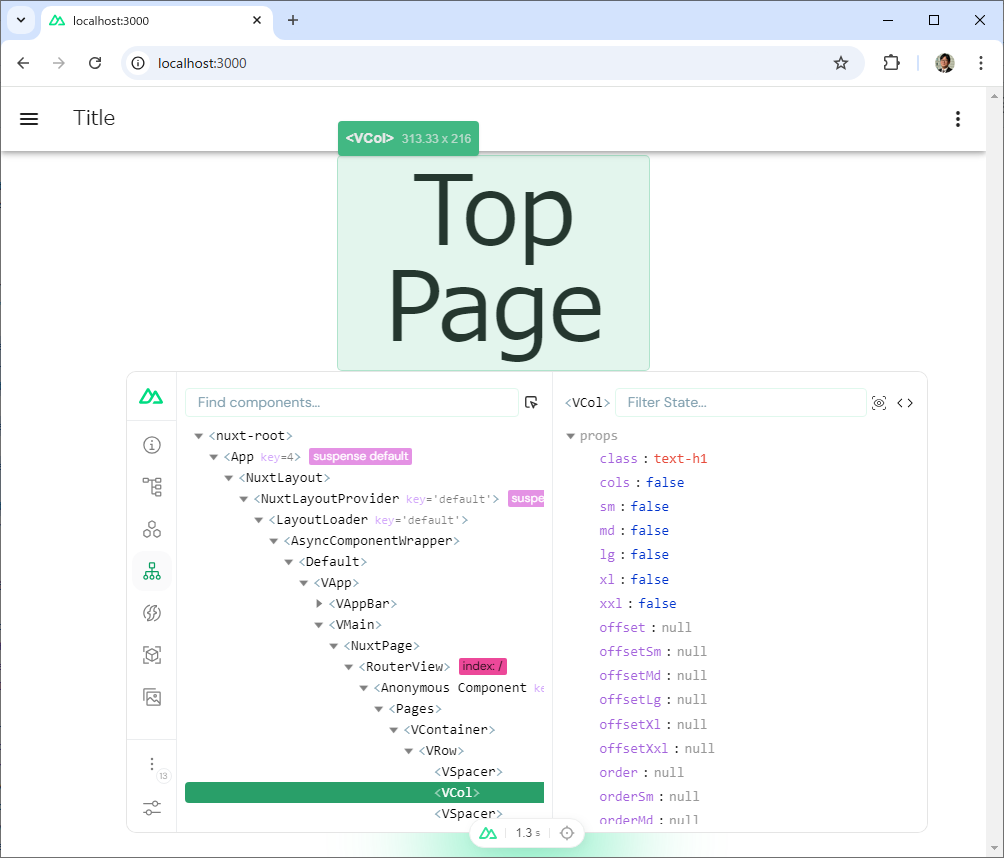 localhost:3000
localhost:3000
Title
<VCol> 313.33 x 216
Top
Page
Find components...
<nuxt-root>
<App key=4> suspense default
<NuxtLayout>
<NuxtLayoutProvider key='default'> suspe
<LayoutLoader key='default'>
<AsyncComponentWrapper>
<Default>
<VApp>
<VAppBar>
<VMain>
<NuxtPage>
<RouterView> index: /
<Anonymous Component ke
<Pages>
<VContainer>
<VRow>
<VSpacer>
<VCol>
<VSpacer>
<VCol> Filter State...
props
class : text-h1
cols : false
sm : false
md : false
lg : false
xl : false
xxl : false
offset : null
offsetSm : null
offsetMd : null
offsetLg : null
offsetXl : null
offsetXxl : null
order : null
orderSm : null
orderMd : null
13
1.3 s